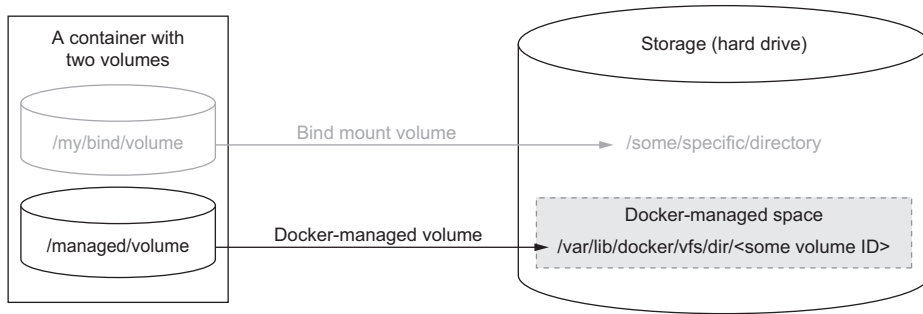 A container with
two volumes
Storage (hard drive)
/my/bind/volume
Bind mount volume
/some/specific/directory
Docker-managed space
/managed/volume
Docker-managed volume
/var/lib/docker/vfs/dir/<some volume ID>